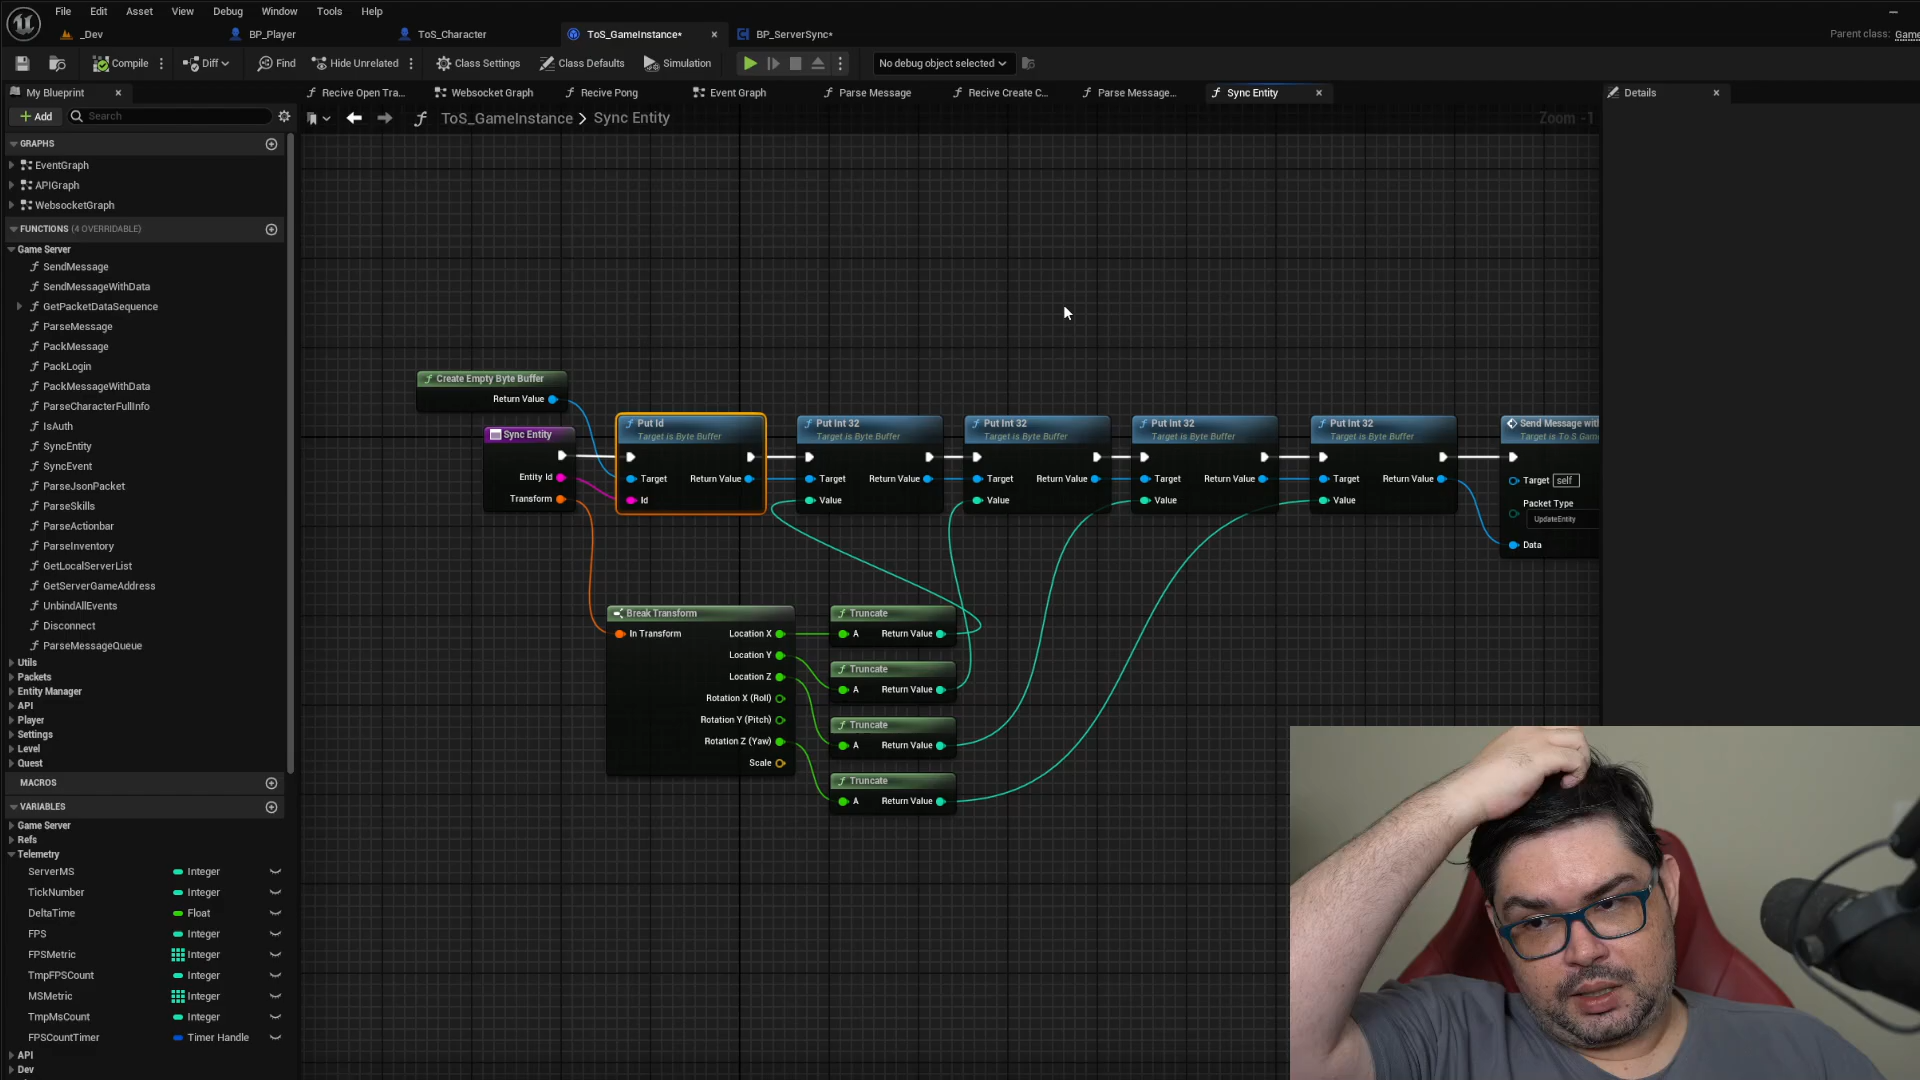 File Edit Asset View Debug Window Tools Help
_Dev BP_Player ToS_Character ToS_GameInstance* BP_ServerSync*
Parent class: Game
Compile Diff Find Hide Unrelated Class Settings Class Defaults Simulation No debug object selected
My Blueprint
Recive Open Tra... Websocket Graph Recive Pong Event Graph Parse Message Recive Create C... Parse Message... Sync Entity
Details
+ Add Search
ToS_GameInstance > Sync Entity
Zoom -1
GRAPHS
EventGraph
APIGraph
WebsocketGraph
FUNCTIONS (4 OVERRIDABLE)
Game Server
SendMessage
SendMessageWithData
GetPacketDataSequence
ParseMessage
PackMessage
PackLogin
PackMessageWithData
ParseCharacterFullInfo
IsAuth
SyncEntity
SyncEvent
ParseJsonPacket
ParseSkills
ParseActionbar
ParseInventory
GetLocalServerList
GetServerGameAddress
UnbindAllEvents
Disconnect
ParseMessageQueue
Utils
Packets
Entity Manager
API
Player
Settings
Level
Quest
MACROS
VARIABLES
Game Server
Refs
Telemetry
ServerMS Integer
TickNumber Integer
DeltaTime Float
FPS Integer
FPSMetric Integer
TmpFPSCount Integer
MSMetric Integer
TmpMsCount Integer
FPSCountTimer Timer Handle
API
Dev
Create Empty Byte Buffer
Return Value
Sync Entity
Entity Id
Transform
Put Id
Target is Byte Buffer
Target Return Value
Id
Put Int 32
Target is Byte Buffer
Target Return Value
Value
Put Int 32
Target is Byte Buffer
Target Return Value
Value
Put Int 32
Target is Byte Buffer
Target Return Value
Value
Put Int 32
Target is Byte Buffer
Target Return Value
Value
Send Message with
Target is To S Gam
Target self
Packet Type
UpdateEntity
Data
Break Transform
In Transform
Location X
Location Y
Location Z
Rotation X (Roll)
Rotation Y (Pitch)
Rotation Z (Yaw)
Scale
Truncate
A Return Value
Truncate
A Return Value
Truncate
A Return Value
Truncate
A Return Value